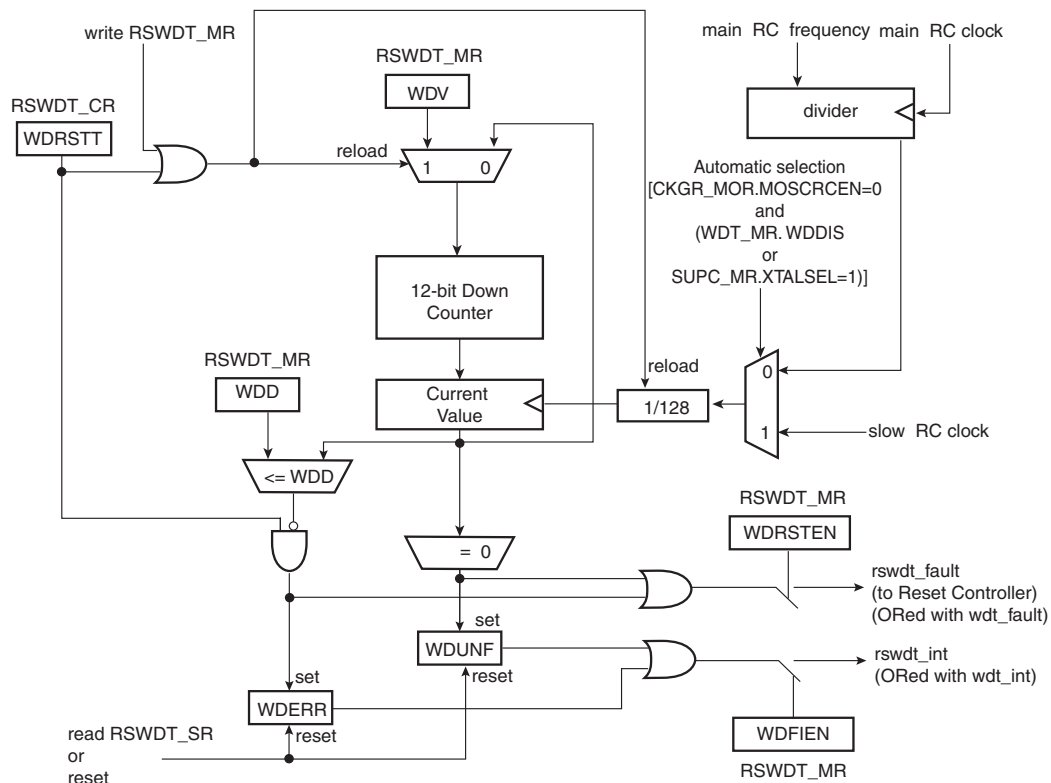 write RSWDT_MR
main RC frequency
main RC clock
RSWDT_MR
WDV
divider
RSWDT_CR
WDRSTT
reload
1 0
Automatic selection
[CKGR_MOR.MOSCRCEN=0
and
(WDT_MR. WDDIS
or
SUPC_MR.XTALSEL=1)]
12-bit Down
Counter
RSWDT_MR
WDD
Current
Value
reload
1/128
0
1
slow RC clock
<= WDD
RSWDT_MR
WDRSTEN
= 0
rswdt_fault
(to Reset Controller)
(ORed with wdt_fault)
set
WDUNF
reset
rswdt_int
(ORed with wdt_int)
set
WDERR
reset
read RSWDT_SR
or
reset
WDFIEN
RSWDT_MR